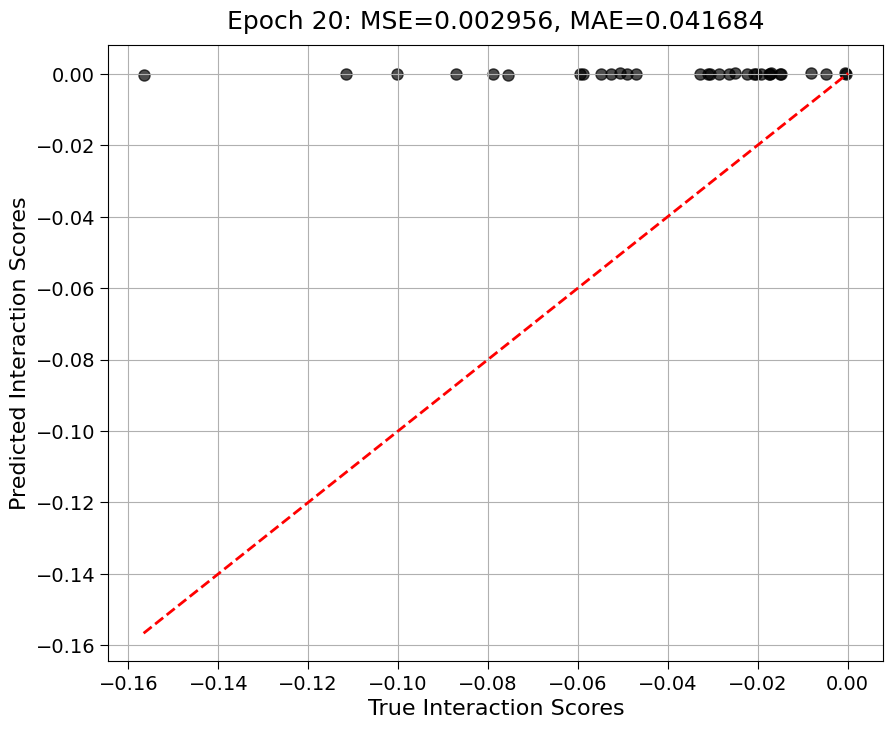 Epoch 20: MSE=0.002956, MAE=0.041684
Predicted Interaction Scores
0.00
−0.02
−0.04
−0.06
−0.08
−0.10
−0.12
−0.14
−0.16
−0.16 −0.14 −0.12 −0.10 −0.08 −0.06 −0.04 −0.02 0.00
True Interaction Scores